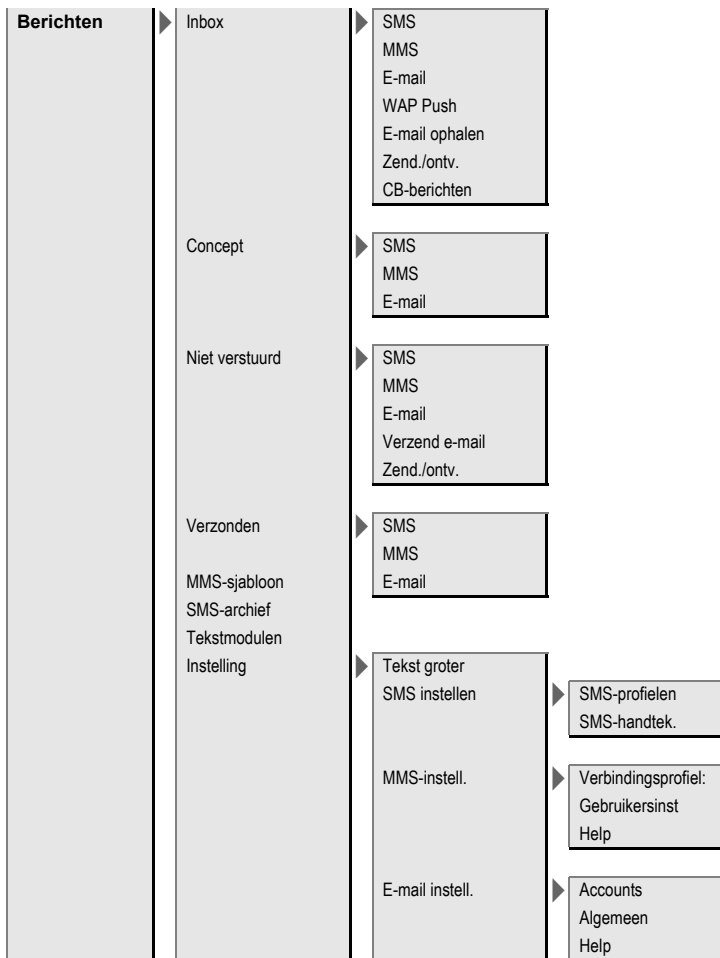 Berichten
Inbox
SMS
MMS
E-mail
WAP Push
E-mail ophalen
Zend./ontv.
CB-berichten
Concept
SMS
MMS
E-mail
Niet verstuurd
SMS
MMS
E-mail
Verzend e-mail
Zend./ontv.
Verzonden
SMS
MMS
E-mail
MMS-sjabloon
SMS-archief
Tekstmodulen
Instelling
Tekst groter
SMS instellen
SMS-profielen
SMS-handtek.
MMS-instell.
Verbindingsprofiel:
Gebruikersinst
Help
E-mail instell.
Accounts
Algemeen
Help